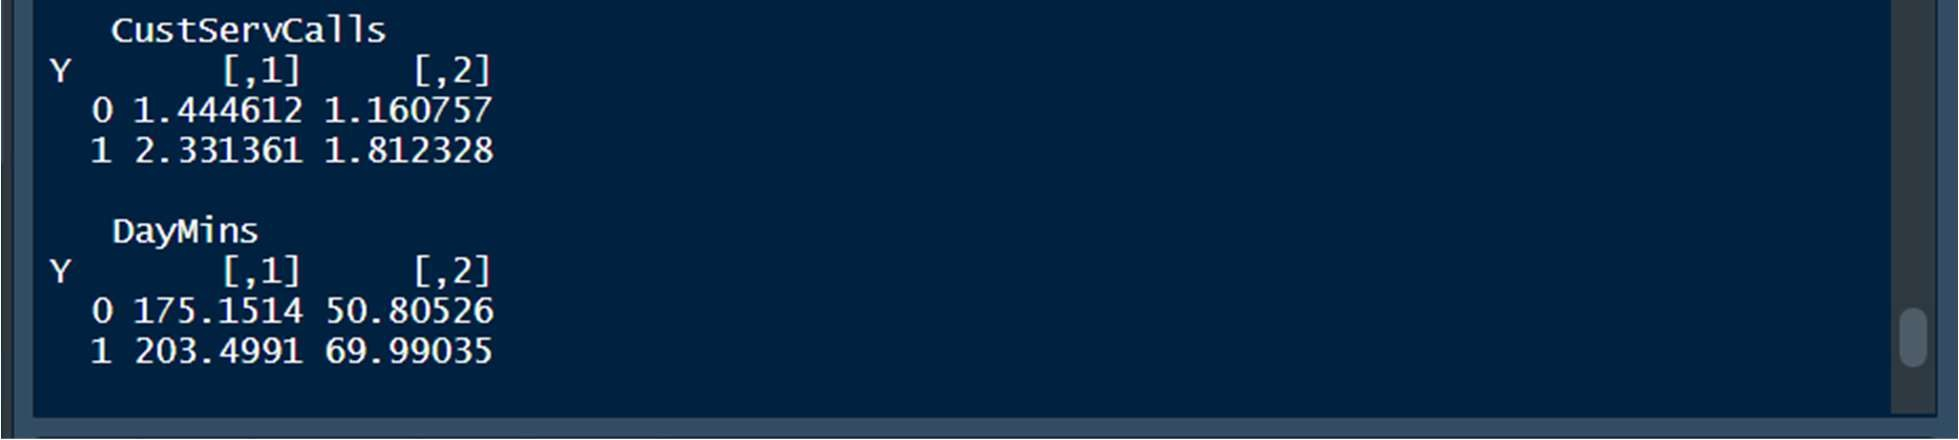 CustServCalls
Y [,1] [,2]
0 1.444612 1.160757
1 2.331361 1.812328
DayMins
Y [,1] [,2]
0 175.1514 50.80526
1 203.4991 69.99035